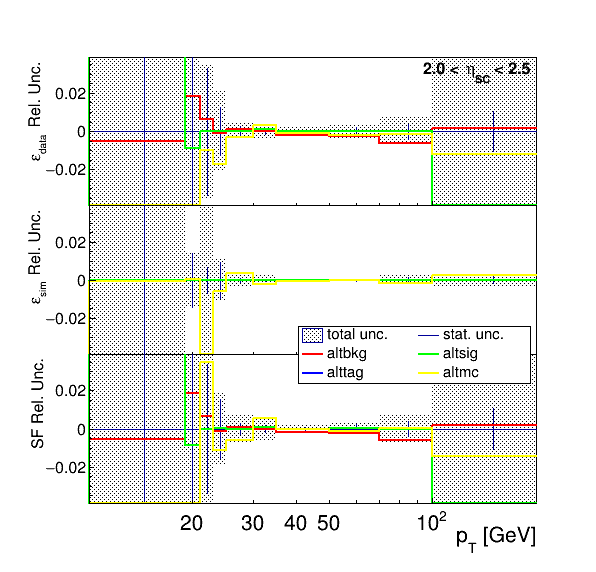 2.0 < η_SC < 2.5
ε_data Rel. Unc.
0.02
0
−0.02
ε_sim Rel. Unc.
0.02
0
−0.02
total unc. stat. unc.
altbkg altsig
alttag altmc
SF Rel. Unc.
0.02
0
−0.02
20 30 40 50 10²
p_T [GeV]